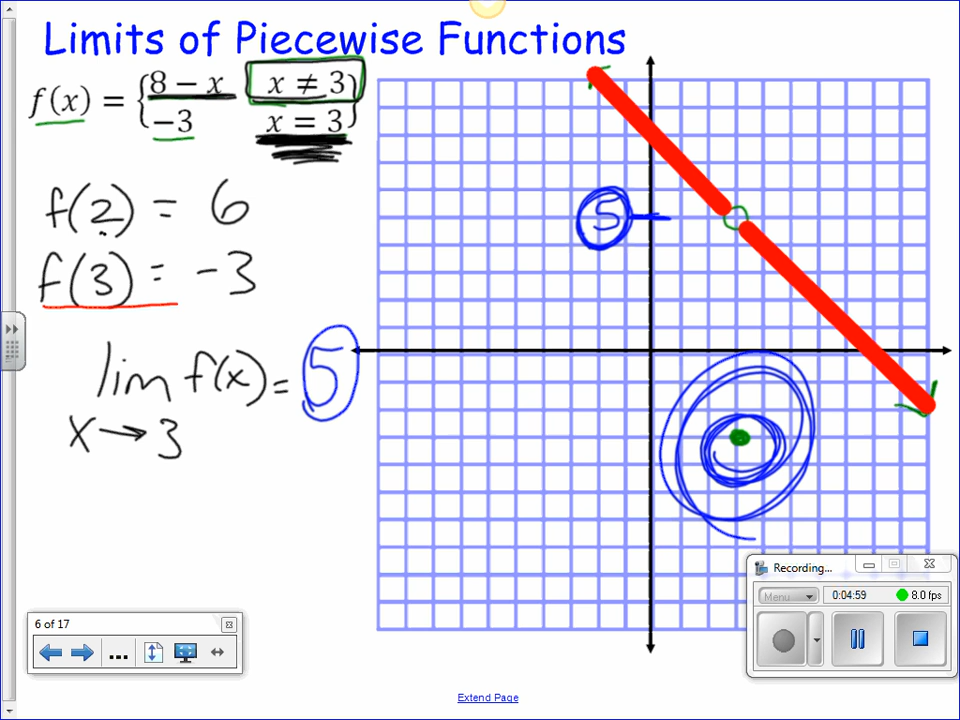 Limits of Piecewise Functions
f(x) = { 8 − x   x ≠ 3
−3   x = 3 }
f(2) = 6
f(3) = -3
lim f(x) = 5
x → 3
5
Recording...
Menu
0:04:59
8.0 fps
6 of 17
...
Extend Page